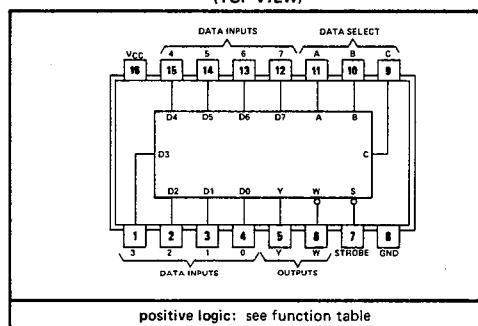 (TOP VIEW)
DATA INPUTS DATA SELECT
VCC 4 5 6 7 A B C
16 15 14 13 12 11 10 9
D4 D5 D6 D7 A B
D3 C
D2 D1 D0 Y W S
1 2 3 4 5 6 7 8
3 2 1 0 Y W STROBE GND
DATA INPUTS OUTPUTS
positive logic: see function table